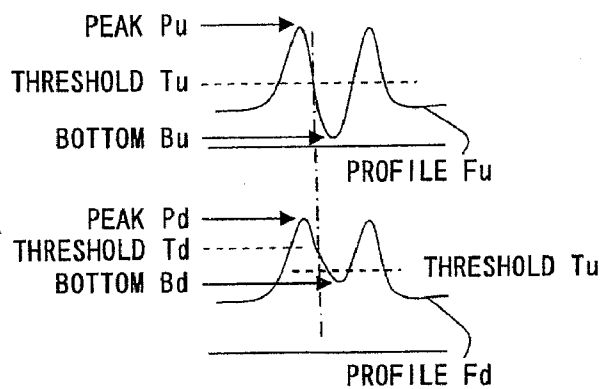 PEAK Pu
THRESHOLD Tu
BOTTOM Bu
PROFILE Fu
PEAK Pd
THRESHOLD Td
THRESHOLD Tu
BOTTOM Bd
PROFILE Fd